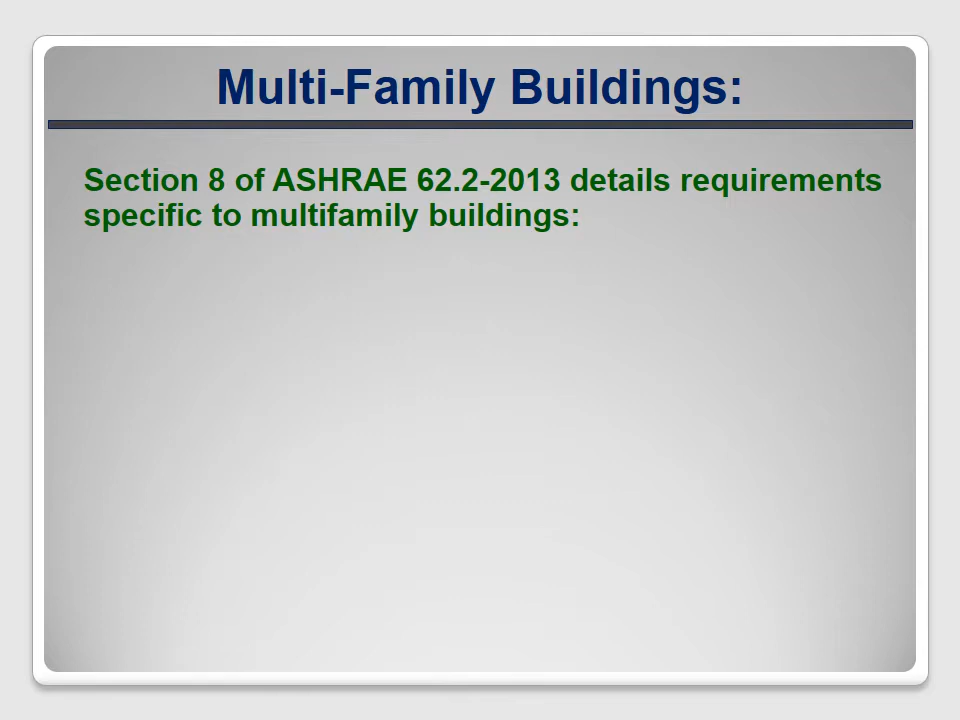 Multi-Family Buildings:
Section 8 of ASHRAE 62.2-2013 details requirements
specific to multifamily buildings: